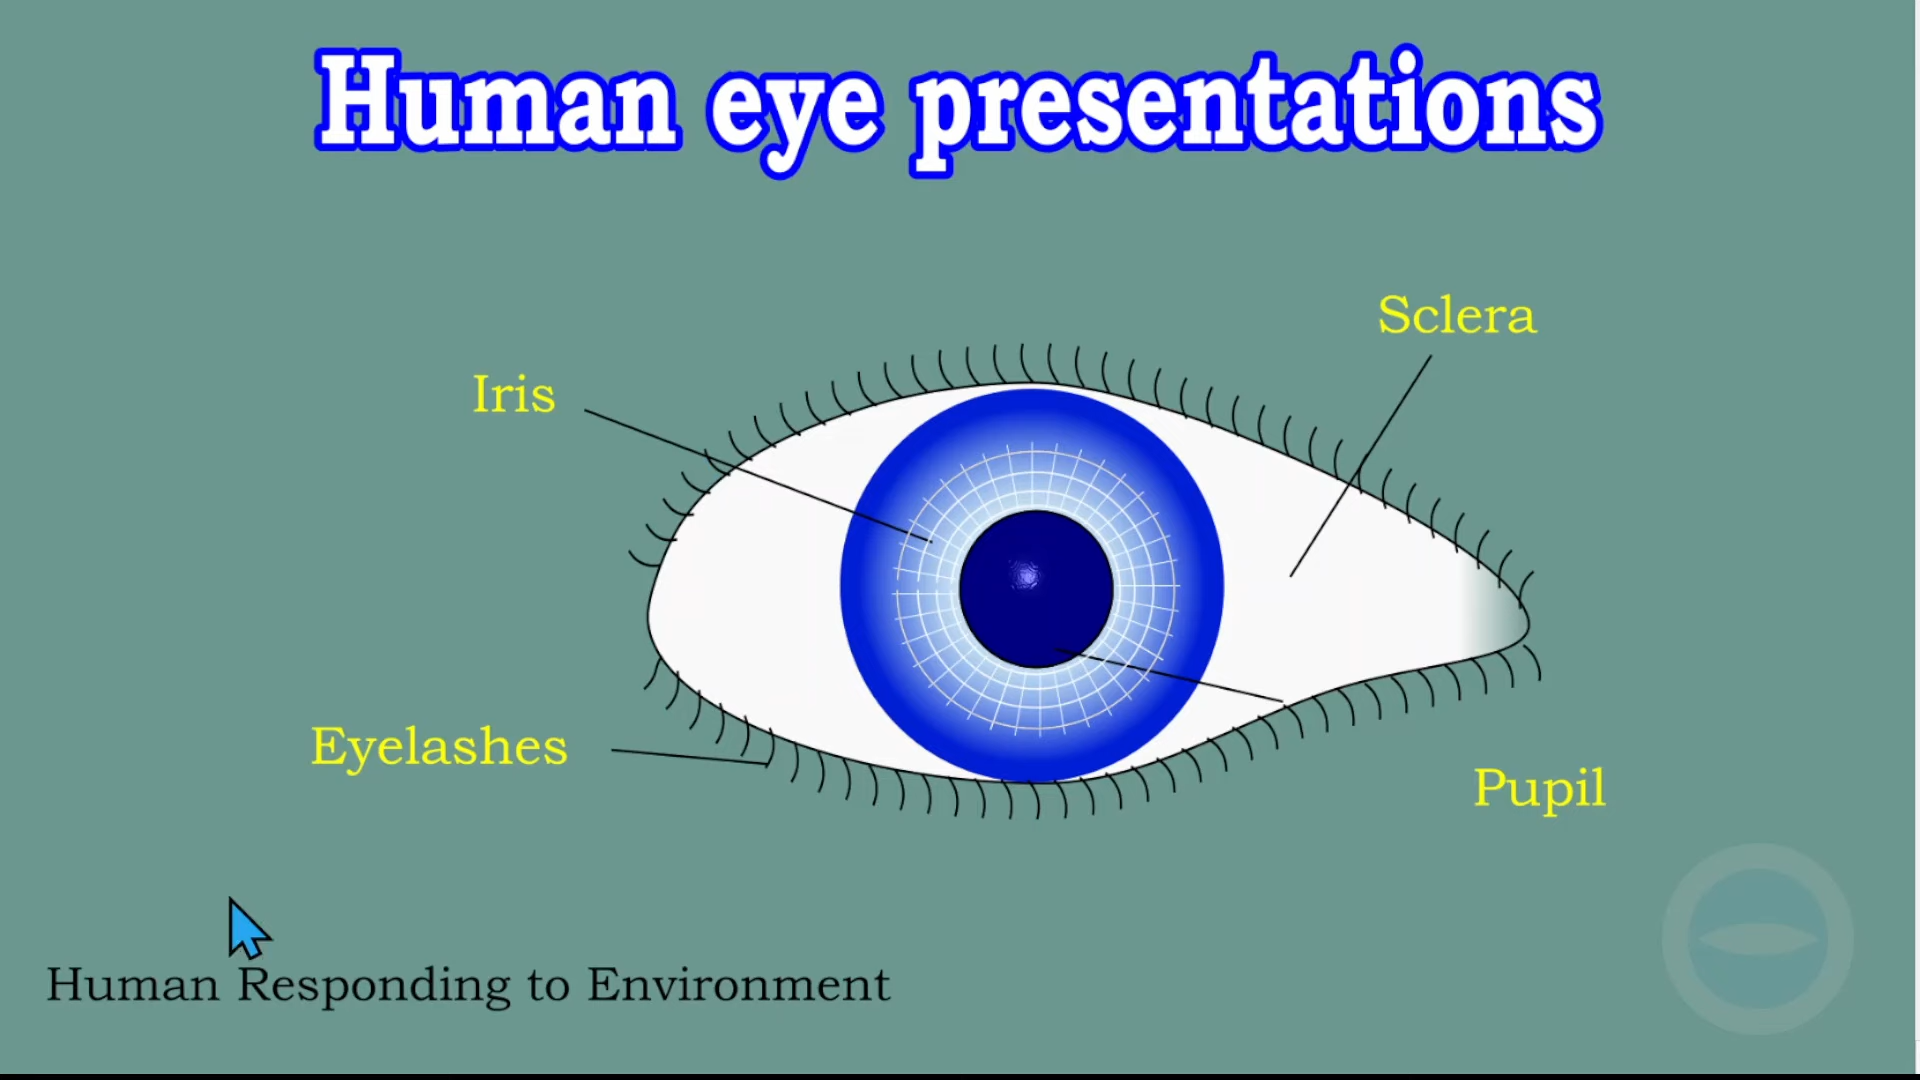 Human eye presentations
Sclera
Iris
Eyelashes
Pupil
Human Responding to Environment